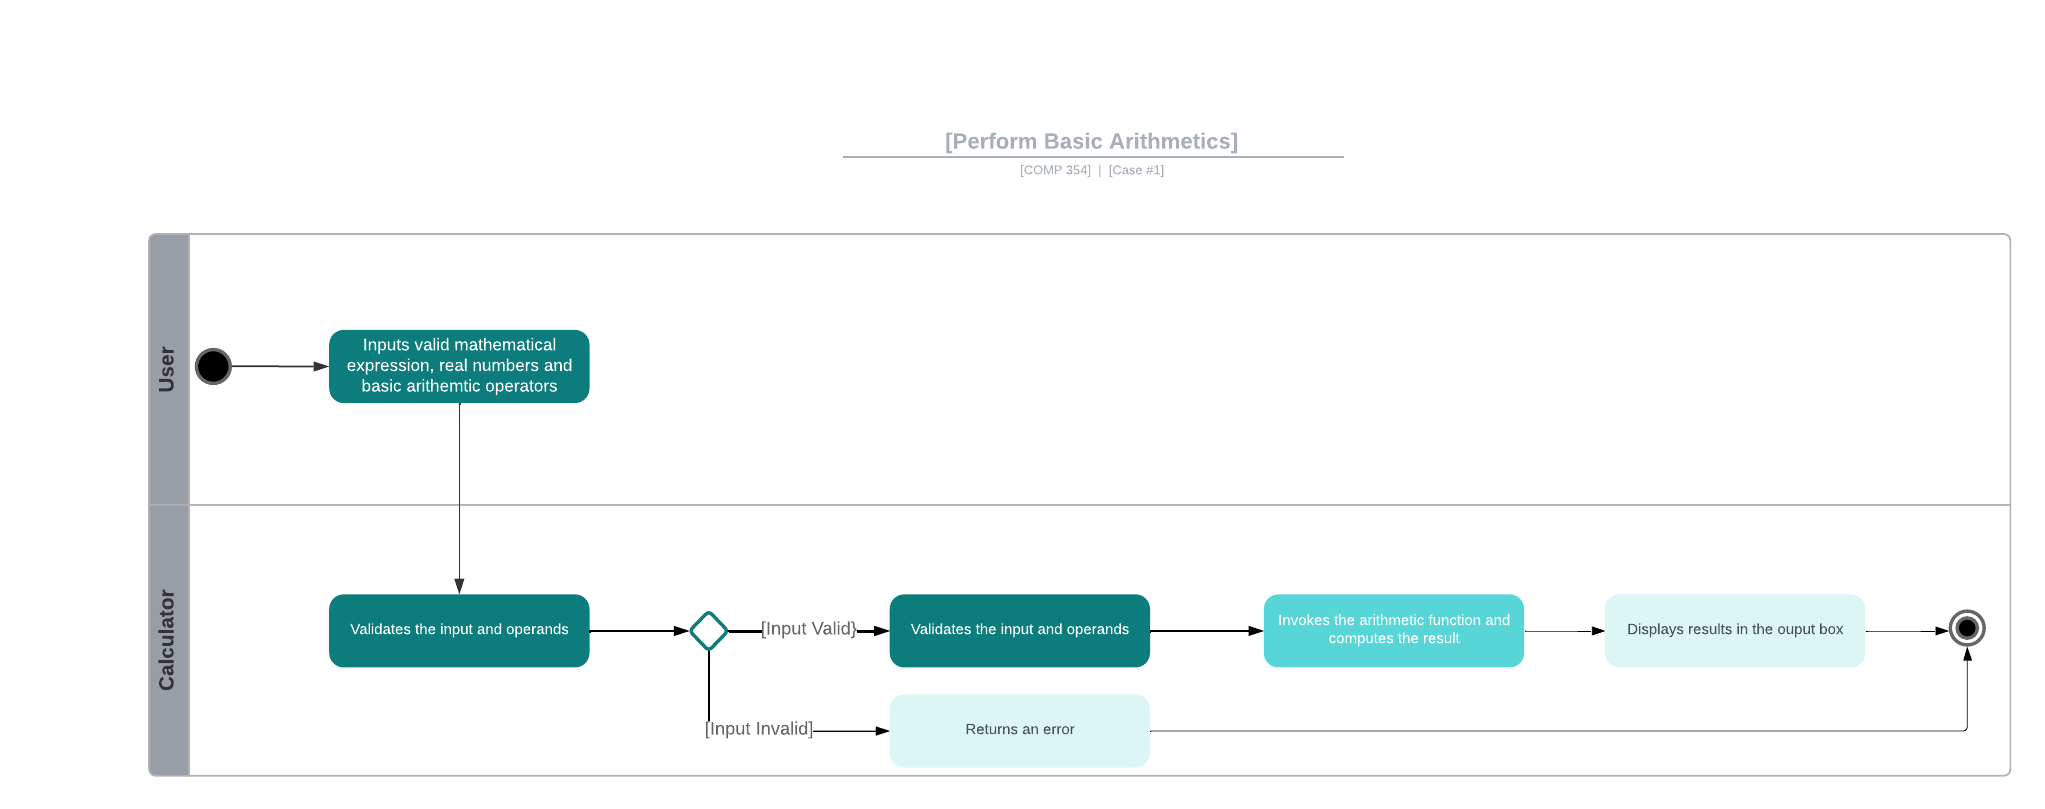 [Perform Basic Arithmetics]
[COMP 354] | [Case #1]
User
Inputs valid mathematical
expression, real numbers and
basic arithemtic operators
Calculator
Validates the input and operands
[Input Valid}
Validates the input and operands
Invokes the arithmetic function and
computes the result
Displays results in the ouput box
[Input Invalid]
Returns an error